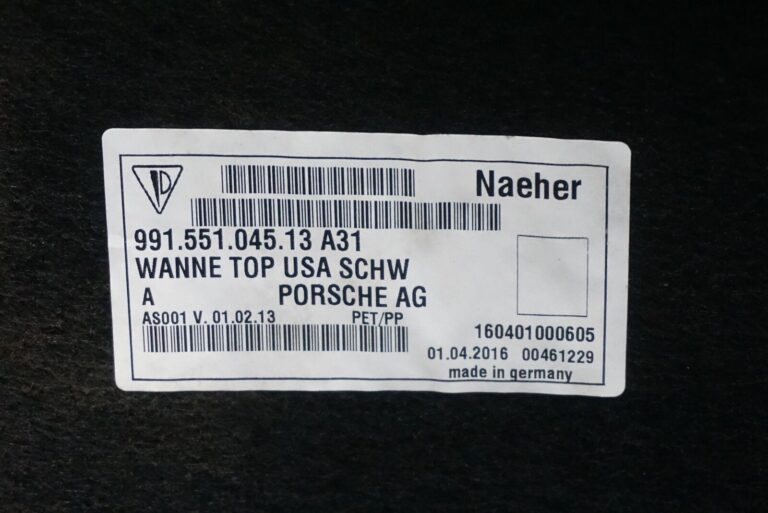 Naeher
991.551.045.13 A31
WANNE TOP USA SCHW
A PORSCHE AG
AS001 V. 01.02.13 PET/PP
160401000605
01.04.2016 00461229
made in germany